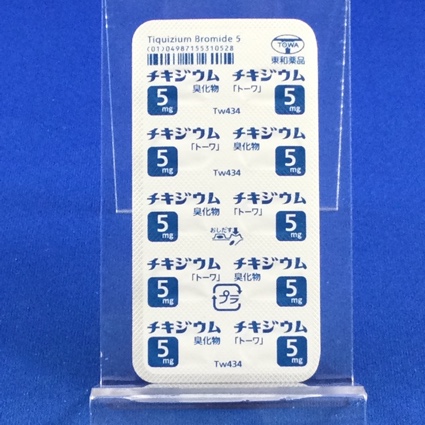 Tiquizium Bromide 5
(01)04987155310528
TOWA
東和薬品
チキジウム チキジウム
5 mg 臭化物 「トーワ」 5 mg
Tw434
チキジウム チキジウム
5 mg 「トーワ」 臭化物 5 mg
Tw434
チキジウム チキジウム
5 mg 臭化物 「トーワ」 5 mg
おしだす
チキジウム チキジウム
5 mg 「トーワ」 臭化物 5 mg
プラ
チキジウム チキジウム
5 mg 臭化物 「トーワ」 5 mg
Tw434